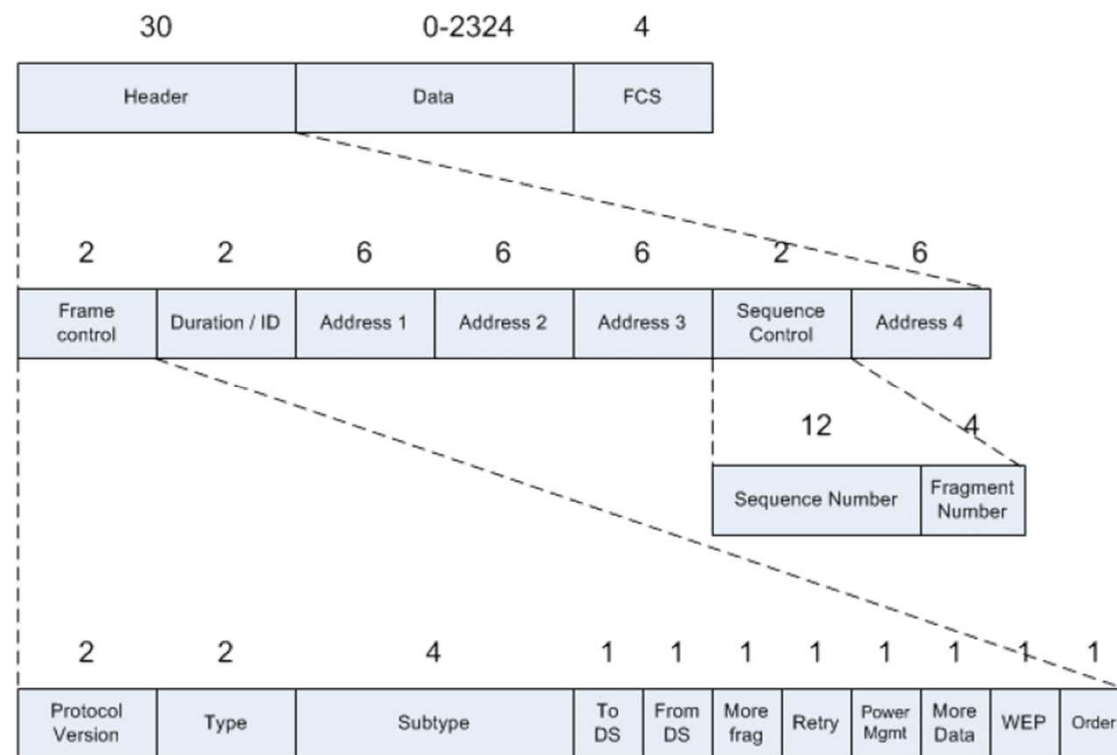 30 0-2324 4
Header Data FCS
2 2 6 6 6 2 6
Frame control Duration / ID Address 1 Address 2 Address 3 Sequence Control Address 4
12 4
Sequence Number Fragment Number
2 2 4 1 1 1 1 1 1 1 1
Protocol Version Type Subtype To DS From DS More frag Retry Power Mgmt More Data WEP Order